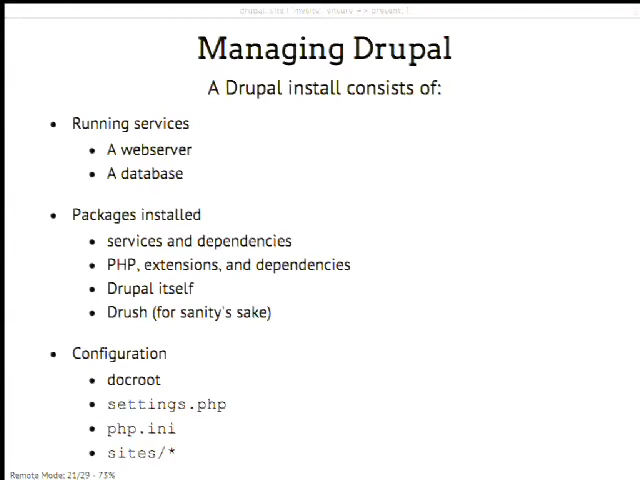 Managing Drupal
A Drupal install consists of:
• Running services
• A webserver
• A database
• Packages installed
• services and dependencies
• PHP, extensions, and dependencies
• Drupal itself
• Drush (for sanity's sake)
• Configuration
• docroot
• settings.php
• php.ini
• sites/*
Remote Mode: 21/29 - 73%